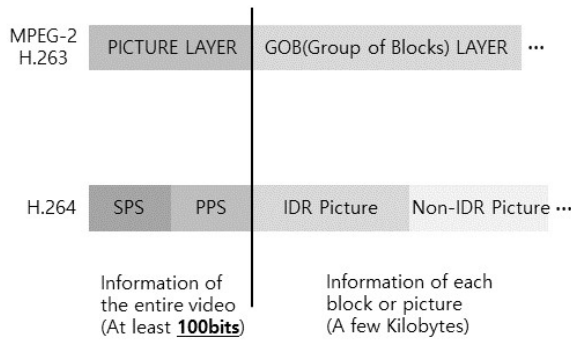 MPEG-2
H.263
PICTURE LAYER
GOB(Group of Blocks) LAYER
...
H.264
SPS
PPS
IDR Picture
Non-IDR Picture
...
Information of
the entire video
(At least 100bits)
Information of each
block or picture
(A few Kilobytes)